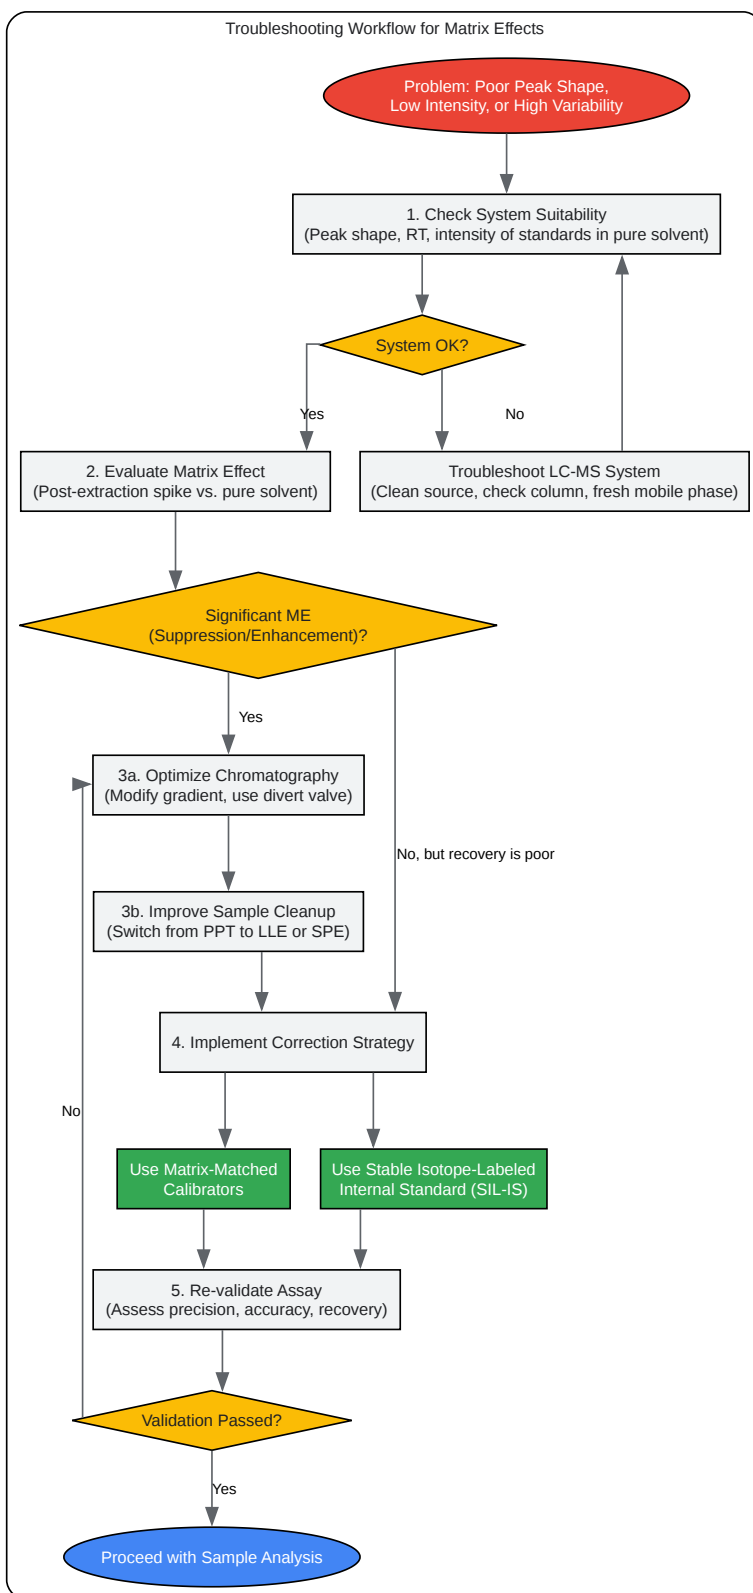 Troubleshooting Workflow for Matrix Effects
Problem: Poor Peak Shape,
Low Intensity, or High Variability
1. Check System Suitability
(Peak shape, RT, intensity of standards in pure solvent)
System OK?
Yes
No
2. Evaluate Matrix Effect
(Post-extraction spike vs. pure solvent)
Troubleshoot LC-MS System
(Clean source, check column, fresh mobile phase)
Significant ME
(Suppression/Enhancement)?
Yes
3a. Optimize Chromatography
(Modify gradient, use divert valve)
No, but recovery is poor
3b. Improve Sample Cleanup
(Switch from PPT to LLE or SPE)
4. Implement Correction Strategy
No
Use Matrix-Matched
Calibrators
Use Stable Isotope-Labeled
Internal Standard (SIL-IS)
5. Re-validate Assay
(Assess precision, accuracy, recovery)
Validation Passed?
Yes
Proceed with Sample Analysis